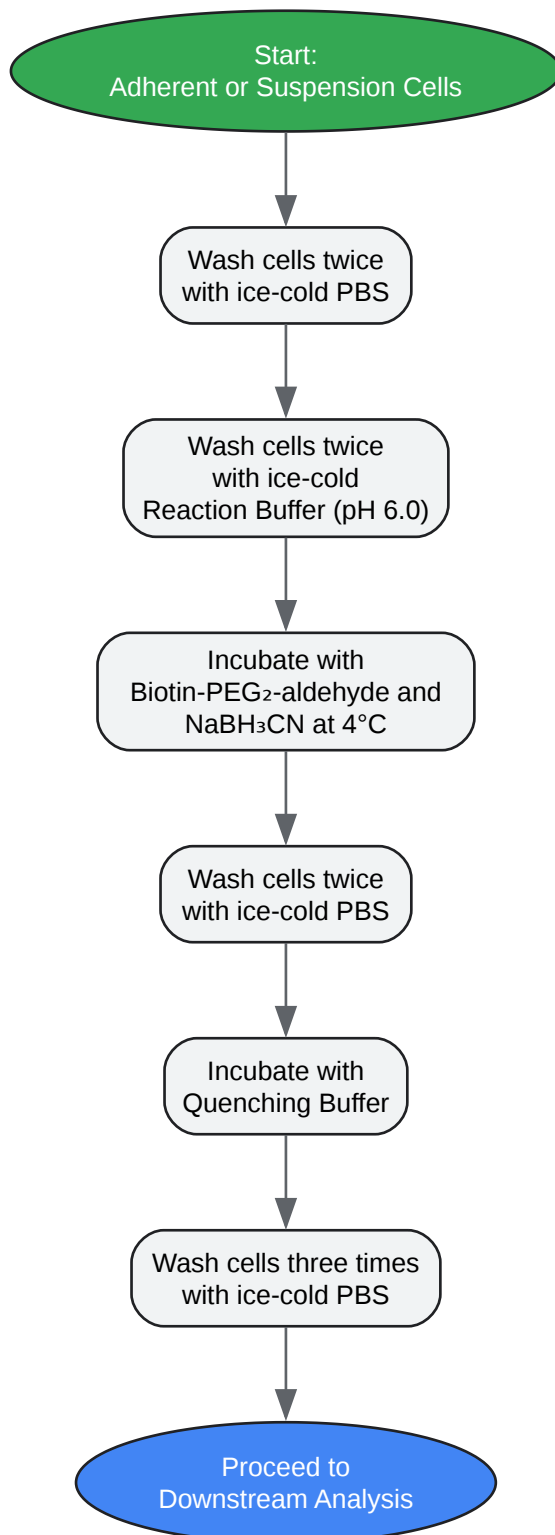 Start:
Adherent or Suspension Cells
Wash cells twice
with ice-cold PBS
Wash cells twice
with ice-cold
Reaction Buffer (pH 6.0)
Incubate with
Biotin-PEG₂-aldehyde and
NaBH₃CN at 4°C
Wash cells twice
with ice-cold PBS
Incubate with
Quenching Buffer
Wash cells three times
with ice-cold PBS
Proceed to
Downstream Analysis